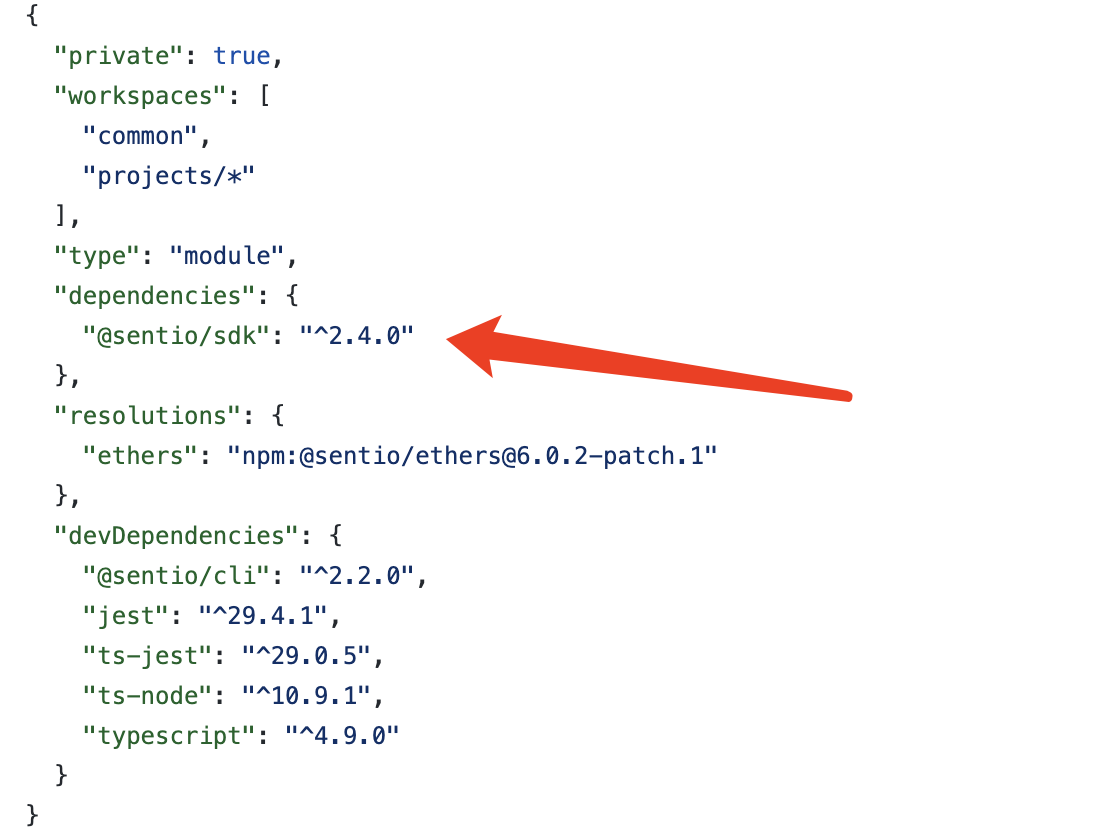 {
  "private": true,
  "workspaces": [
    "common",
    "projects/*"
  ],
  "type": "module",
  "dependencies": {
    "@sentio/sdk": "^2.4.0"
  },
  "resolutions": {
    "ethers": "npm:@sentio/ethers@6.0.2-patch.1"
  },
  "devDependencies": {
    "@sentio/cli": "^2.2.0",
    "jest": "^29.4.1",
    "ts-jest": "^29.0.5",
    "ts-node": "^10.9.1",
    "typescript": "^4.9.0"
  }
}